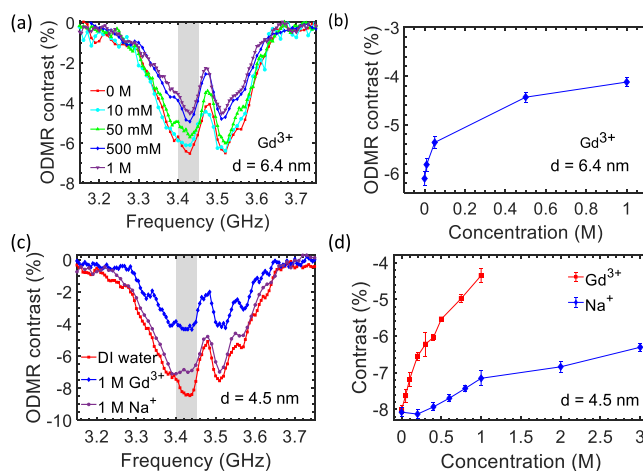 (a)
ODMR contrast (%)
0
-2
-4
-6
-8
0 M
10 mM
50 mM
500 mM
1 M
Gd3+
d = 6.4 nm
3.2 3.3 3.4 3.5 3.6 3.7
Frequency (GHz)
(b)
ODMR contrast (%)
-3
-4
-5
-6
Gd3+
d = 6.4 nm
0 0.2 0.4 0.6 0.8 1
Concentration (M)
(c)
ODMR contrast (%)
0
-2
-4
-6
-8
-10
DI water
1 M Gd3+
1 M Na+
d = 4.5 nm
3.2 3.3 3.4 3.5 3.6 3.7
Frequency (GHz)
(d)
Contrast (%)
-4
-5
-6
-7
-8
Gd3+
Na+
d = 4.5 nm
0 1 2 3
Concentration (M)